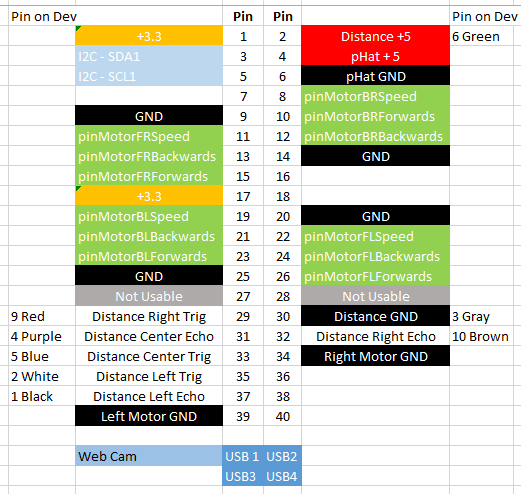 Pin on Dev Pin Pin Pin on Dev
+3.3 1 2 Distance +5 6 Green
I2C - SDA1 3 4 pHat + 5
I2C - SCL1 5 6 pHat GND
7 8 pinMotorBRSpeed
GND 9 10 pinMotorBRForwards
pinMotorFRSpeed 11 12 pinMotorBRBackwards
pinMotorFRBackwards 13 14 GND
pinMotorFRForwards 15 16
+3.3 17 18
pinMotorBLSpeed 19 20 GND
pinMotorBLBackwards 21 22 pinMotorFLSpeed
pinMotorBLForwards 23 24 pinMotorFLBackwards
GND 25 26 pinMotorFLForwards
Not Usable 27 28 Not Usable
9 Red Distance Right Trig 29 30 Distance GND 3 Gray
4 Purple Distance Center Echo 31 32 Distance Right Echo 10 Brown
5 Blue Distance Center Trig 33 34 Right Motor GND
2 White Distance Left Trig 35 36
1 Black Distance Left Echo 37 38
Left Motor GND 39 40
Web Cam USB 1 USB2
USB3 USB4